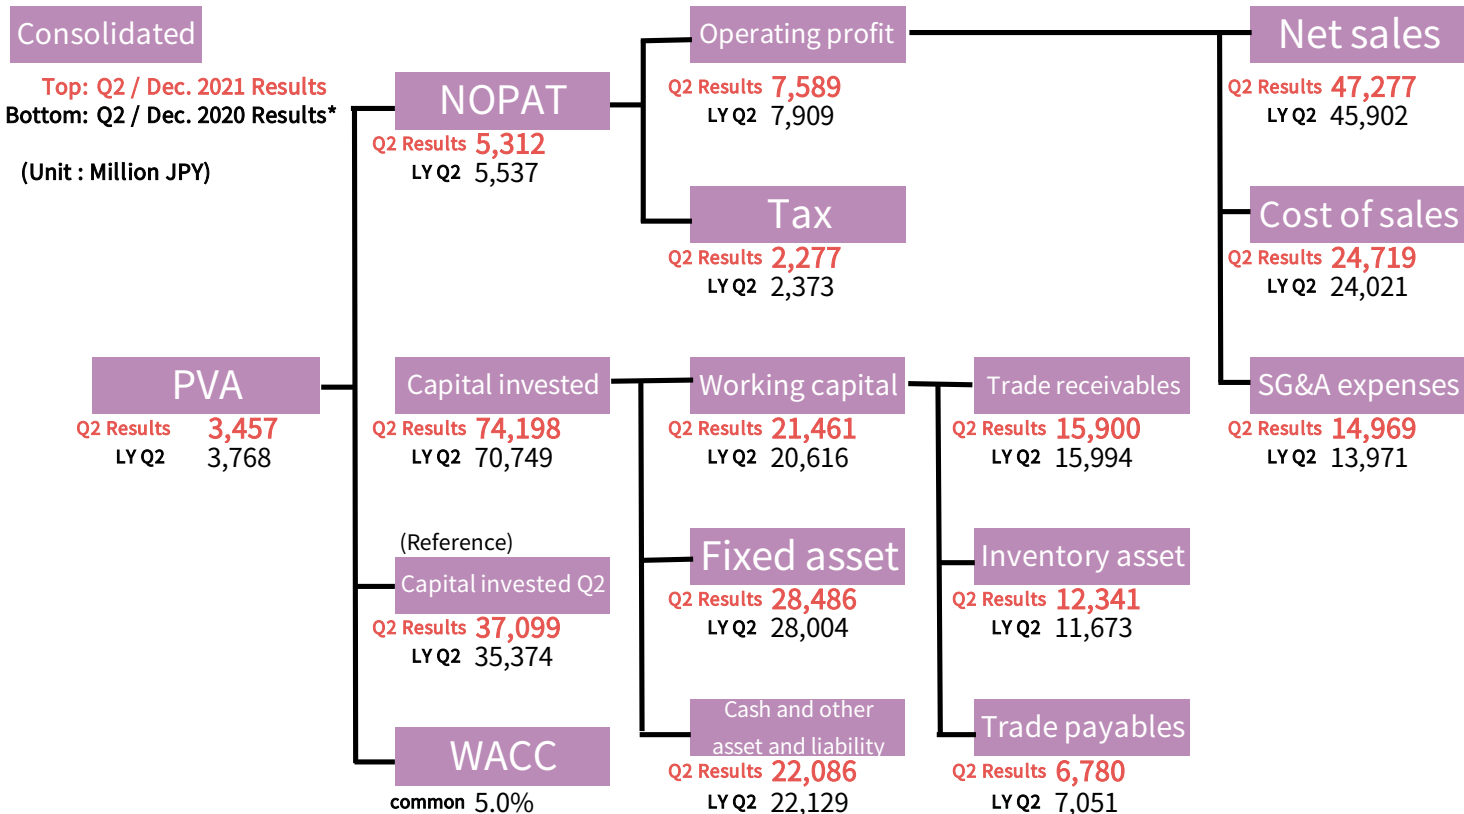 Consolidated
Top: Q2 / Dec. 2021 Results
Bottom: Q2 / Dec. 2020 Results*
(Unit : Million JPY)
PVA
Q2 Results 3,457
LY Q2 3,768
NOPAT
Q2 Results 5,312
LY Q2 5,537
Capital invested
Q2 Results 74,198
LY Q2 70,749
(Reference)
Capital invested Q2
Q2 Results 37,099
LY Q2 35,374
WACC
common 5.0%
Operating profit
Q2 Results 7,589
LY Q2 7,909
Tax
Q2 Results 2,277
LY Q2 2,373
Working capital
Q2 Results 21,461
LY Q2 20,616
Fixed asset
Q2 Results 28,486
LY Q2 28,004
Cash and other
asset and liability
Q2 Results 22,086
LY Q2 22,129
Trade receivables
Q2 Results 15,900
LY Q2 15,994
Inventory asset
Q2 Results 12,341
LY Q2 11,673
Trade payables
Q2 Results 6,780
LY Q2 7,051
Net sales
Q2 Results 47,277
LY Q2 45,902
Cost of sales
Q2 Results 24,719
LY Q2 24,021
SG&A expenses
Q2 Results 14,969
LY Q2 13,971